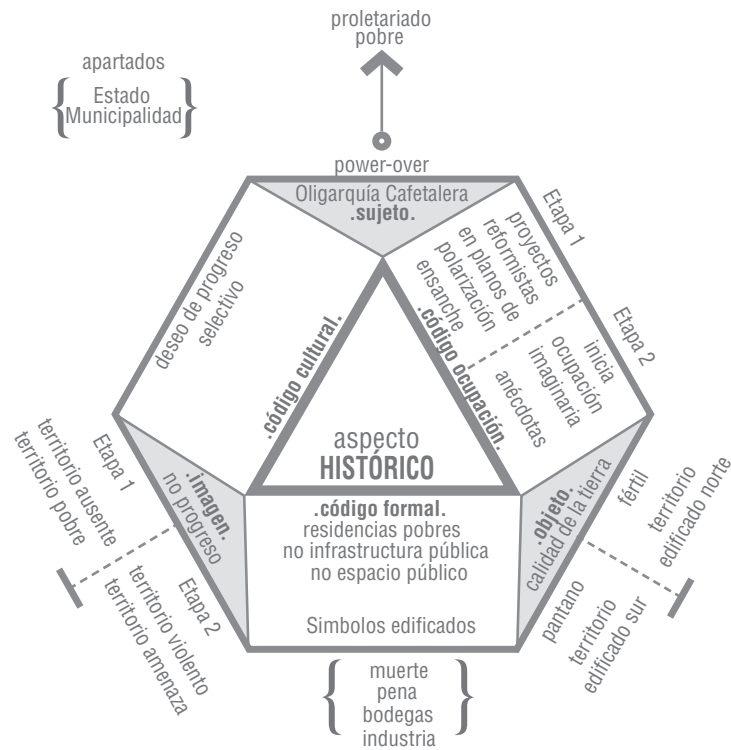 proletariado
pobre
apartados
Estado
Municipalidad
power-over
Oligarquía Cafetalera
.sujeto.
deseo de progreso
selectivo
.código cultural.
Etapa 1
proyectos
reformistas
en planos de
polarización
ensanche
.código ocupación.
Etapa 2
inicia
ocupación
imaginaria
anécdotas
aspecto
HISTÓRICO
Etapa 1
territorio ausente
territorio pobre
.imagen.
no progreso
Etapa 2
territorio violento
territorio amenaza
.código formal.
residencias pobres
no infrastructura pública
no espacio público
Simbolos edificados
.objeto.
calidad de la tierra
fértil
territorio
edificado norte
pantano
territorio
edificado sur
muerte
pena
bodegas
industria